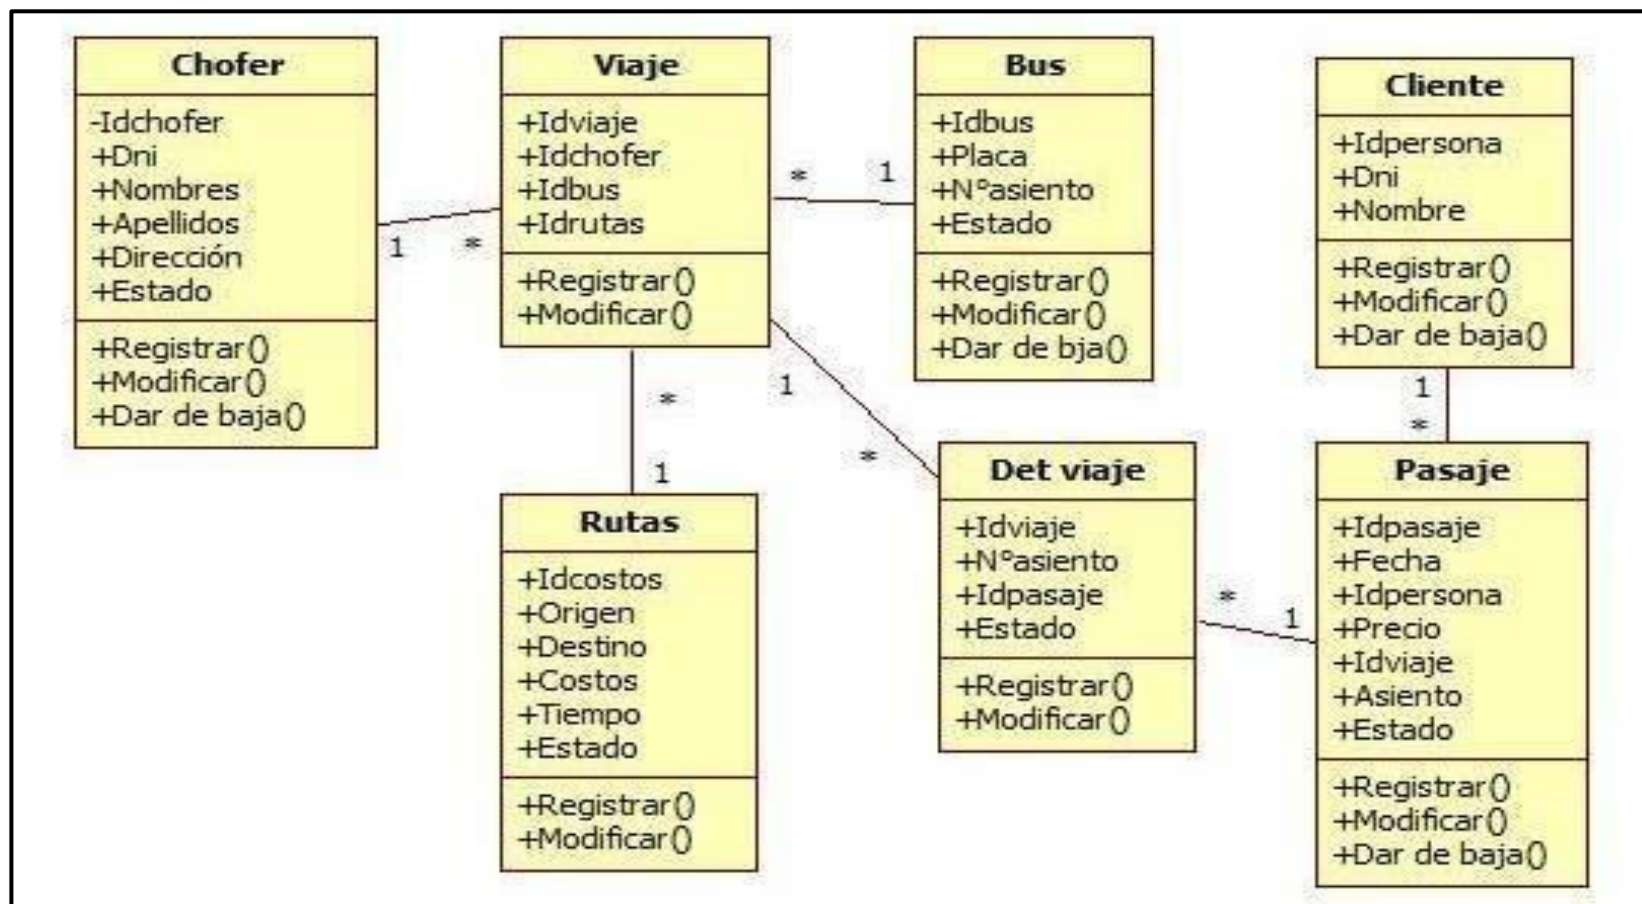 Chofer
-Idchofer
+Dni
+Nombres
+Apellidos
+Dirección
+Estado
+Registrar()
+Modificar()
+Dar de baja()
1
*
Viaje
+Idviaje
+Idchofer
+Idbus
+Idrutas
+Registrar()
+Modificar()
*
1
Bus
+Idbus
+Placa
+N°asiento
+Estado
+Registrar()
+Modificar()
+Dar de bja()
Cliente
+Idpersona
+Dni
+Nombre
+Registrar()
+Modificar()
+Dar de baja()
1
*
*
1
1
*
Rutas
+Idcostos
+Origen
+Destino
+Costos
+Tiempo
+Estado
+Registrar()
+Modificar()
Det viaje
+Idviaje
+N°asiento
+Idpasaje
+Estado
+Registrar()
+Modificar()
*
1
Pasaje
+Idpasaje
+Fecha
+Idpersona
+Precio
+Idviaje
+Asiento
+Estado
+Registrar()
+Modificar()
+Dar de baja()